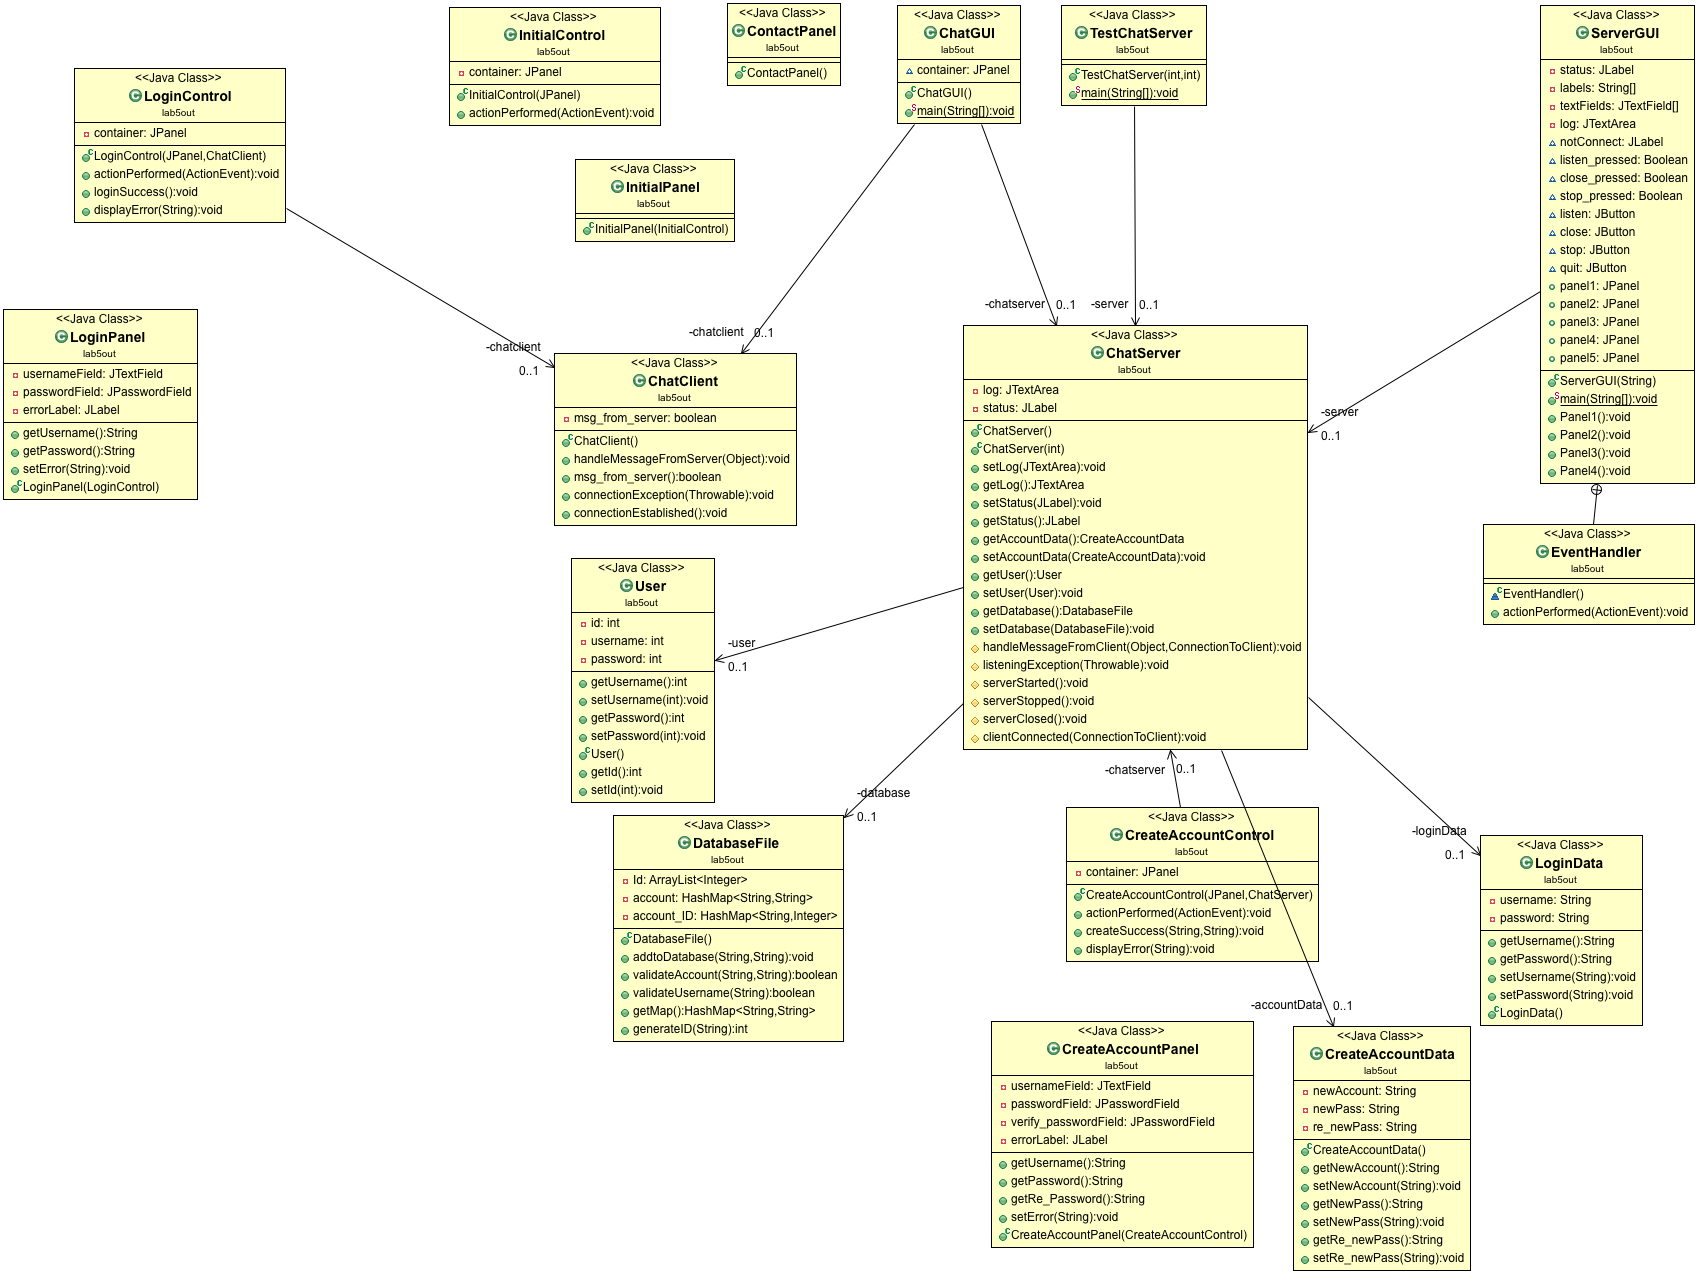 <<Java Class>>
LoginControl
lab5out
container: JPanel
LoginControl(JPanel,ChatClient)
actionPerformed(ActionEvent):void
loginSuccess():void
displayError(String):void
<<Java Class>>
InitialControl
lab5out
container: JPanel
InitialControl(JPanel)
actionPerformed(ActionEvent):void
<<Java Class>>
ContactPanel
lab5out
ContactPanel()
<<Java Class>>
ChatGUI
lab5out
container: JPanel
ChatGUI()
main(String[]):void
<<Java Class>>
TestChatServer
lab5out
TestChatServer(int,int)
main(String[]):void
<<Java Class>>
ServerGUI
lab5out
status: JLabel
labels: String[]
textFields: JTextField[]
log: JTextArea
notConnect: JLabel
listen_pressed: Boolean
close_pressed: Boolean
stop_pressed: Boolean
listen: JButton
close: JButton
stop: JButton
quit: JButton
panel1: JPanel
panel2: JPanel
panel3: JPanel
panel4: JPanel
panel5: JPanel
ServerGUI(String)
main(String[]):void
Panel1():void
Panel2():void
Panel3():void
Panel4():void
<<Java Class>>
InitialPanel
lab5out
InitialPanel(InitialControl)
<<Java Class>>
LoginPanel
lab5out
usernameField: JTextField
passwordField: JPasswordField
errorLabel: JLabel
getUsername():String
getPassword():String
setError(String):void
LoginPanel(LoginControl)
-chatclient
0..1
-chatclient
0..1
-chatserver
0..1
-server
0..1
-server
0..1
<<Java Class>>
ChatClient
lab5out
msg_from_server: boolean
ChatClient()
handleMessageFromServer(Object):void
msg_from_server():boolean
connectionException(Throwable):void
connectionEstablished():void
<<Java Class>>
ChatServer
lab5out
log: JTextArea
status: JLabel
ChatServer()
ChatServer(int)
setLog(JTextArea):void
getLog():JTextArea
setStatus(JLabel):void
getStatus():JLabel
getAccountData():CreateAccountData
setAccountData(CreateAccountData):void
getUser():User
setUser(User):void
getDatabase():DatabaseFile
setDatabase(DatabaseFile):void
handleMessageFromClient(Object,ConnectionToClient):void
listeningException(Throwable):void
serverStarted():void
serverStopped():void
serverClosed():void
clientConnected(ConnectionToClient):void
<<Java Class>>
EventHandler
lab5out
EventHandler()
actionPerformed(ActionEvent):void
<<Java Class>>
User
lab5out
id: int
username: int
password: int
getUsername():int
setUsername(int):void
getPassword():int
setPassword(int):void
User()
getId():int
setId(int):void
-user
0..1
-database
0..1
-chatserver
0..1
-loginData
0..1
-accountData
0..1
<<Java Class>>
DatabaseFile
lab5out
Id: ArrayList<Integer>
account: HashMap<String,String>
account_ID: HashMap<String,Integer>
DatabaseFile()
addtoDatabase(String,String):void
validateAccount(String,String):boolean
validateUsername(String):boolean
getMap():HashMap<String,String>
generateID(String):int
<<Java Class>>
CreateAccountControl
lab5out
container: JPanel
CreateAccountControl(JPanel,ChatServer)
actionPerformed(ActionEvent):void
createSuccess(String,String):void
displayError(String):void
<<Java Class>>
LoginData
lab5out
username: String
password: String
getUsername():String
getPassword():String
setUsername(String):void
setPassword(String):void
LoginData()
<<Java Class>>
CreateAccountPanel
lab5out
usernameField: JTextField
passwordField: JPasswordField
verify_passwordField: JPasswordField
errorLabel: JLabel
getUsername():String
getPassword():String
getRe_Password():String
setError(String):void
CreateAccountPanel(CreateAccountControl)
<<Java Class>>
CreateAccountData
lab5out
newAccount: String
newPass: String
re_newPass: String
CreateAccountData()
getNewAccount():String
setNewAccount(String):void
getNewPass():String
setNewPass(String):void
getRe_newPass():String
setRe_newPass(String):void